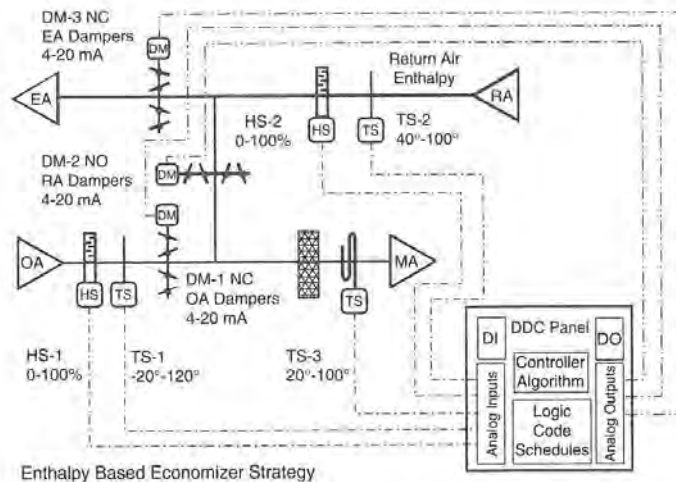 DM-3 NC
EA Dampers
4-20 mA
DM
Return Air
Enthalpy
EA
RA
HS-2
0-100%
HS
TS
TS-2
40°-100°
DM-2 NO
RA Dampers
4-20 mA
DM
DM
OA
MA
HS
TS
DM-1 NC
OA Dampers
4-20 mA
TS
HS-1
0-100%
TS-1
-20°-120°
TS-3
20°-100°
DI
DDC Panel
DO
Controller
Algorithm
Analog Inputs
Logic
Code
Schedules
Analog Outputs
Enthalpy Based Economizer Strategy